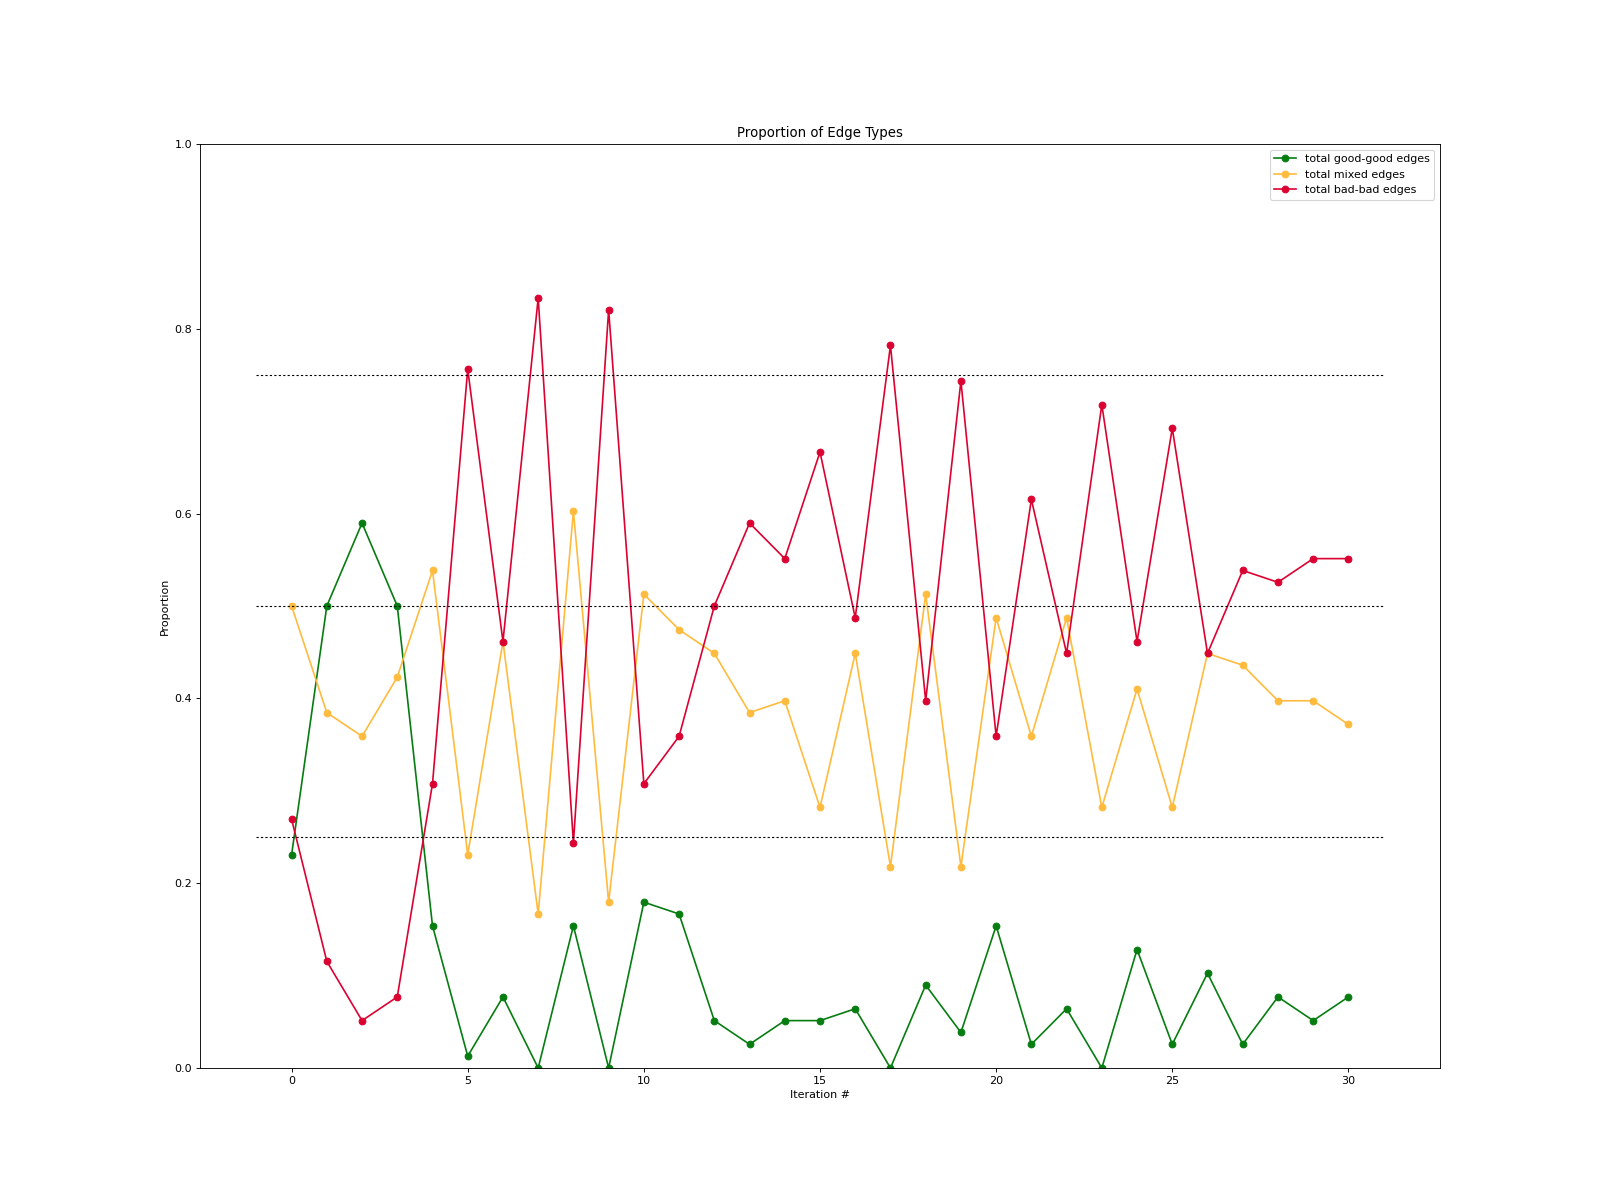 Proportion of Edge Types
total good-good edges
total mixed edges
total bad-bad edges
Proportion
1.0
0.8
0.6
0.4
0.2
0.0
0
5
10
15
20
25
30
Iteration #